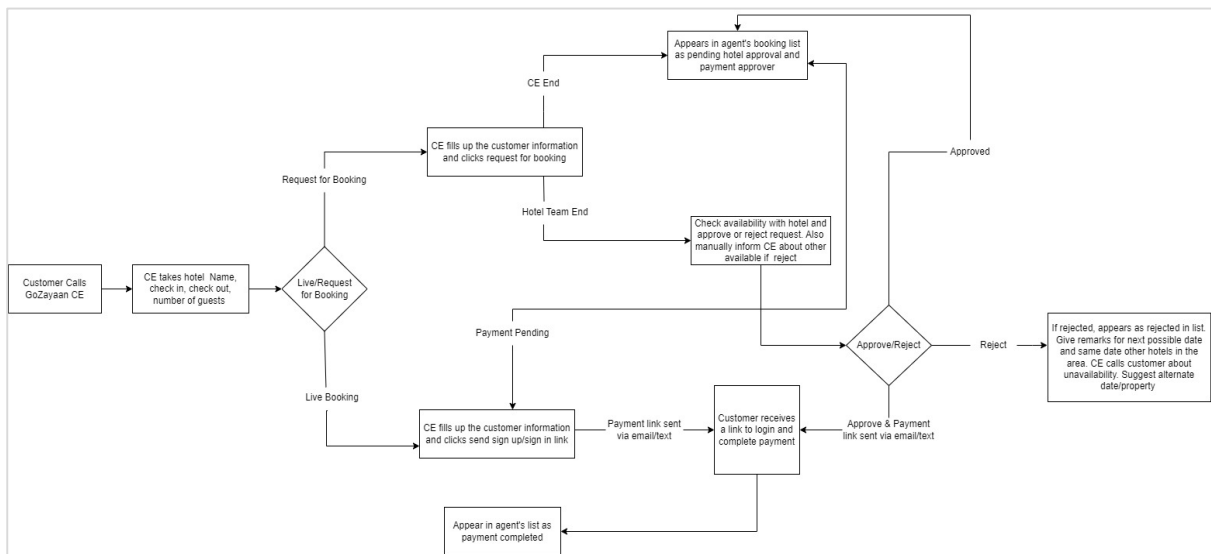 Appears in agent's booking list
as pending hotel approval and
payment approver
CE End
CE fills up the customer information
and clicks request for booking
Approved
Request for Booking
Hotel Team End
Check availability with hotel and
approve or reject request. Also
manually inform CE about other
available if reject
Customer Calls
GoZayaan CE
CE takes hotel Name,
check in, check out,
number of guests
Live/Request
for Booking
Payment Pending
Approve/Reject
Reject
If rejected, appears as rejected in list.
Give remarks for next possible date
and same date other hotels in the
area. CE calls customer about
unavailability. Suggest alternate
date/property
Live Booking
CE fills up the customer information
and clicks send sign up/sign in link
Payment link sent
via email/text
Customer receives
a link to login and
complete payment
Approve & Payment
link sent via email/text
Appear in agent's list as
payment completed